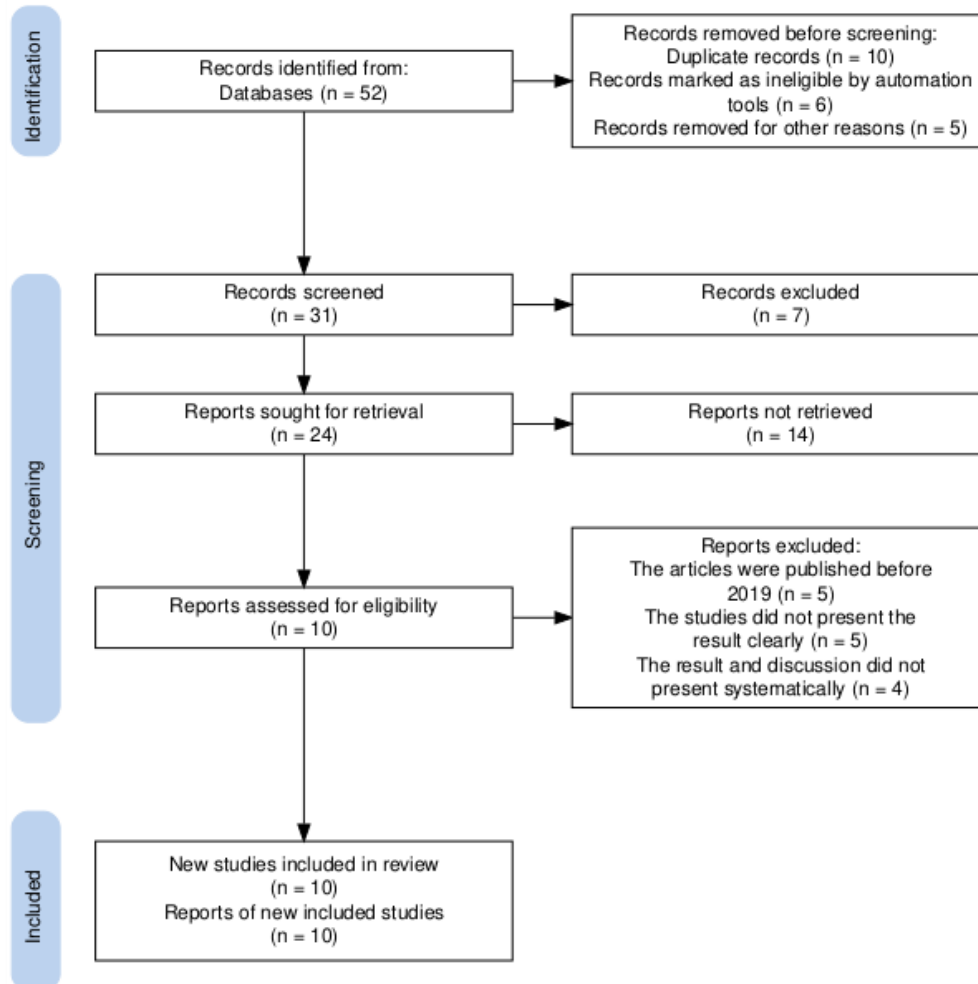 Identification
Records identified from:
Databases (n = 52)
Records removed before screening:
Duplicate records (n = 10)
Records marked as ineligible by automation
tools (n = 6)
Records removed for other reasons (n = 5)
Screening
Records screened
(n = 31)
Records excluded
(n = 7)
Reports sought for retrieval
(n = 24)
Reports not retrieved
(n = 14)
Reports assessed for eligibility
(n = 10)
Reports excluded:
The articles were published before
2019 (n = 5)
The studies did not present the
result clearly (n = 5)
The result and discussion did not
present systematically (n = 4)
Included
New studies included in review
(n = 10)
Reports of new included studies
(n = 10)